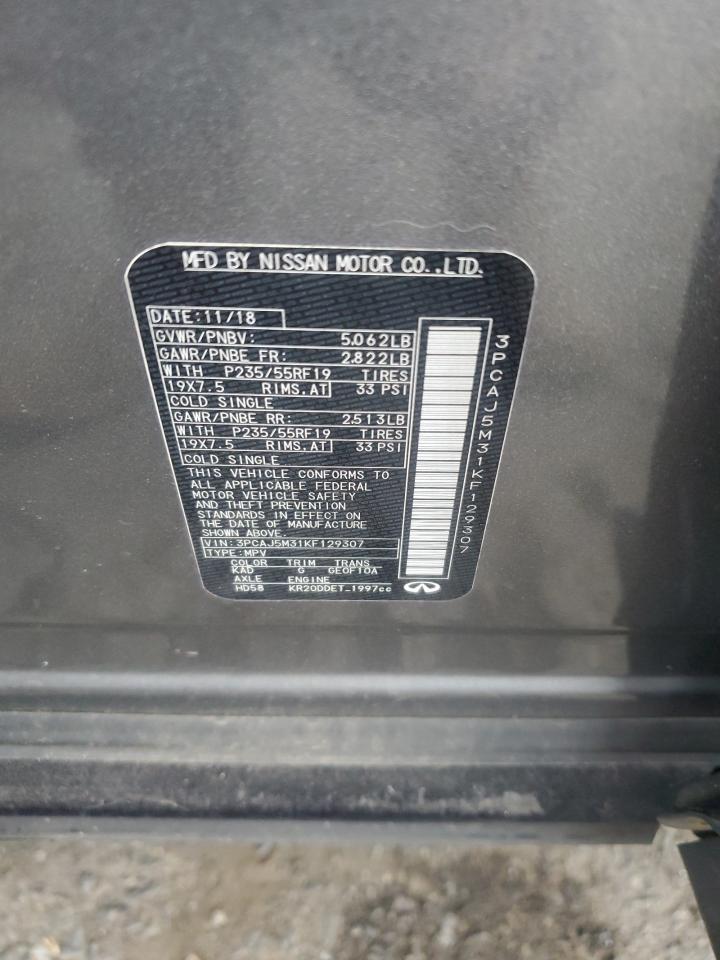 MFD BY NISSAN MOTOR CO.,LTD.
DATE:11/18
GVWR/PNBV: 5.062LB
GAWR/PNBE FR: 2.822LB
WITH P235/55RF19 TIRES
19X7.5 RIMS.AT 33 PSI
COLD SINGLE
GAWR/PNBE RR: 2.513LB
WITH P235/55RF19 TIRES
19X7.5 RIMS.AT 33 PSI
COLD SINGLE
THIS VEHICLE CONFORMS TO
ALL APPLICABLE FEDERAL
MOTOR VEHICLE SAFETY
AND THEFT PREVENTION
STANDARDS IN EFFECT ON
THE DATE OF MANUFACTURE
SHOWN ABOVE.
VIN:3PCAJ5M31KF129307
TYPE:MPV
COLOR TRIM TRANS
KAD G GE0F10A
AXLE ENGINE
HD58 KR20DDET_1997cc
3PCAJ5M31KF129307